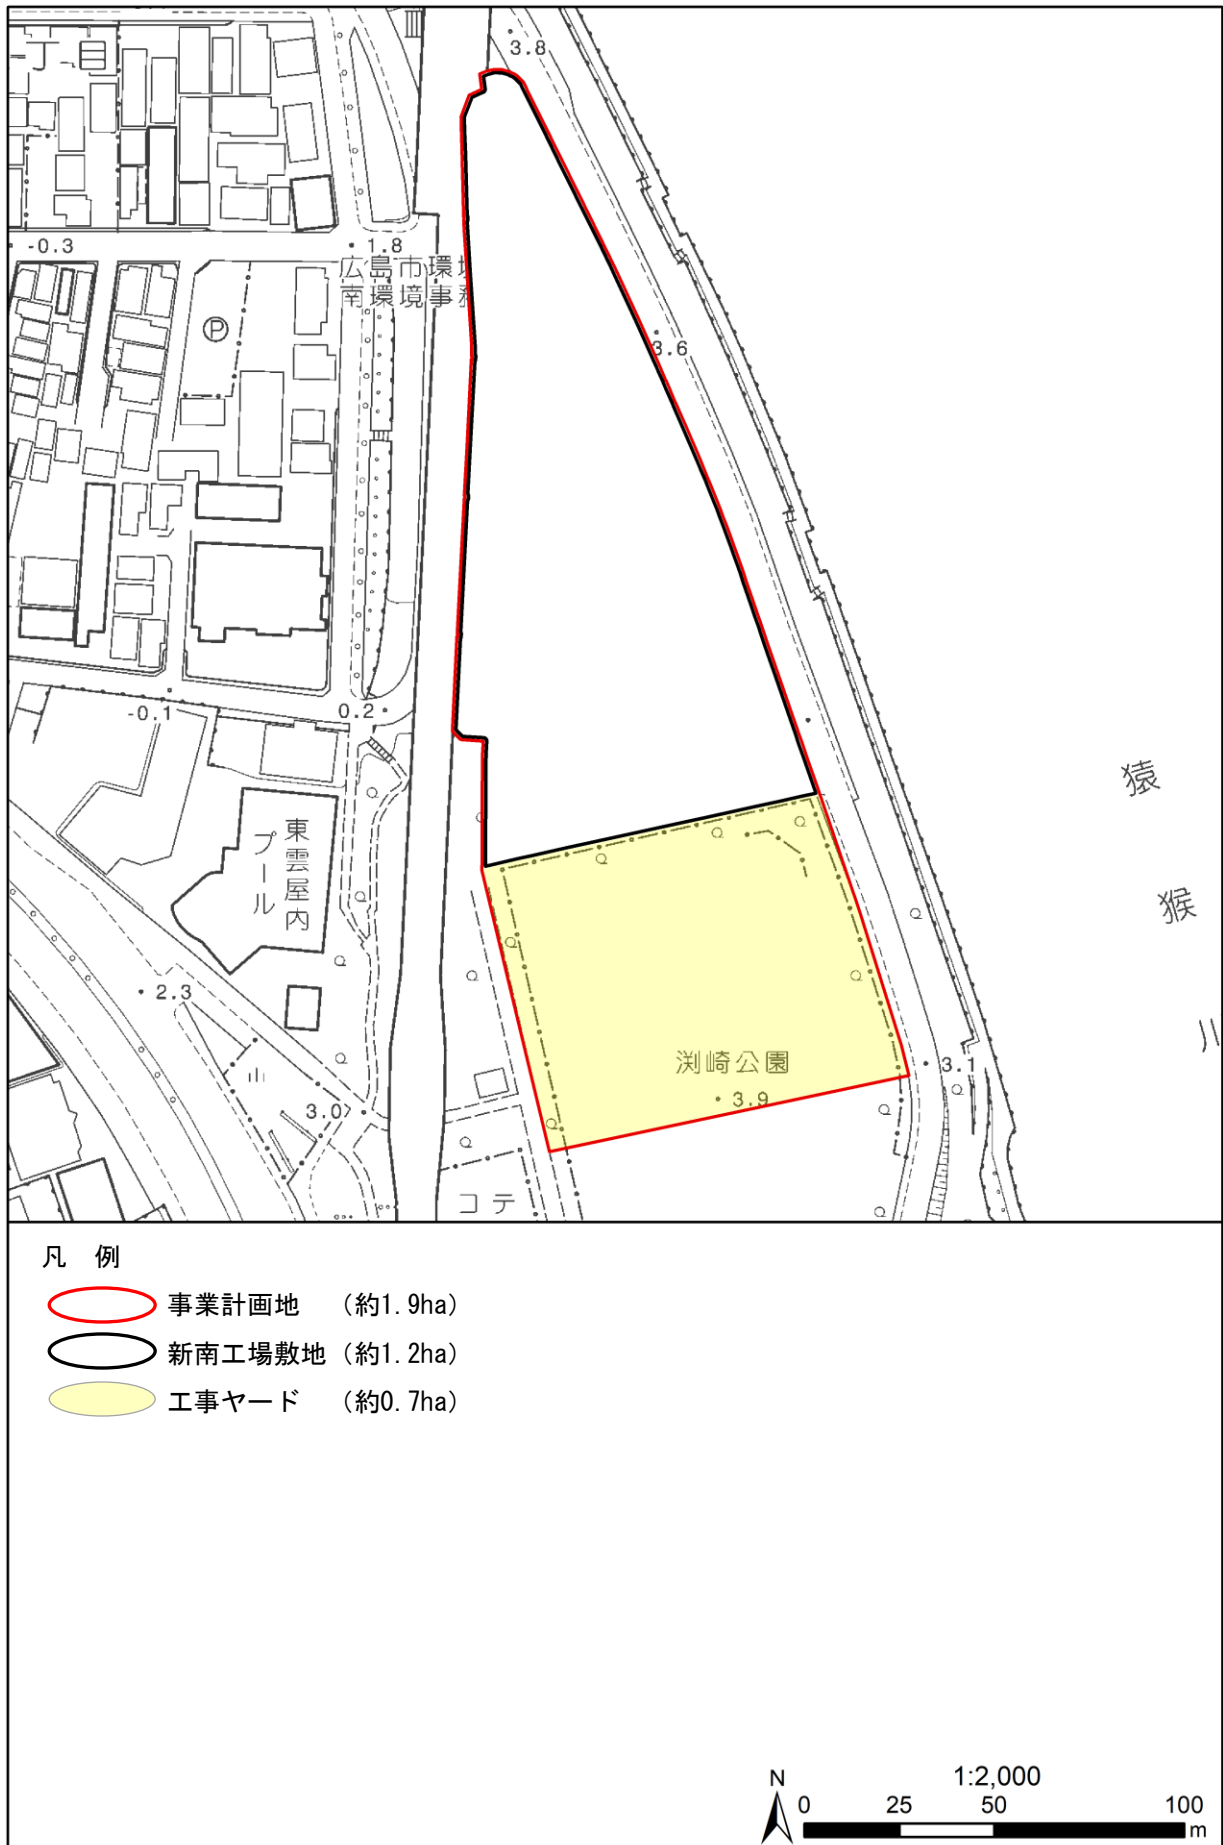 3.8
-0.3
1.8
広島市環境
南環境事務
P
3.6
-0.1
0.2
東雲屋内
プール
猿
猴
川
2.3
3.0
渕崎公園
3.9
3.1
コテ
凡 例
事業計画地 （約1.9ha）
新南工場敷地 （約1.2ha）
工事ヤード （約0.7ha）
N
1:2,000
0 25 50 100
m